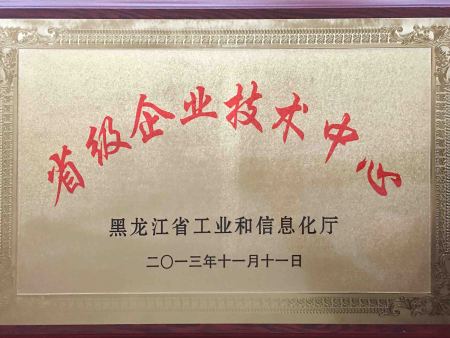 省级企业技术中心
黑龙江省工业和信息化厅
二〇一三年十一月十一日